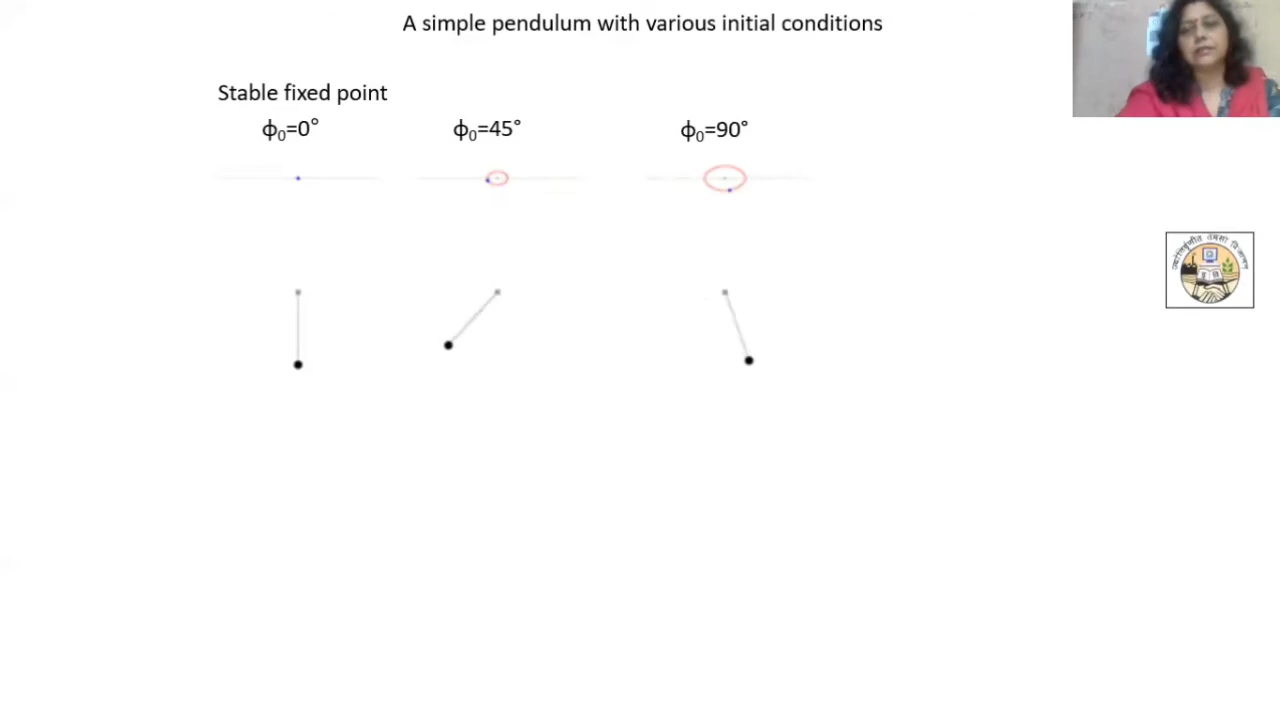 A simple pendulum with various initial conditions
Stable fixed point
ϕ₀=0°
ϕ₀=45°
ϕ₀=90°